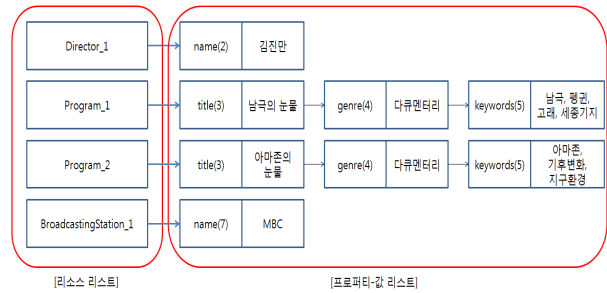 Director_1
name(2)
김진만
Program_1
title(3)
남극의 눈물
genre(4)
다큐멘터리
keywords(5)
남극, 펭귄,
고래, 세종기지
Program_2
title(3)
아마존의
눈물
genre(4)
다큐멘터리
keywords(5)
아마존,
기후변화,
지구환경
BroadcastingStation_1
name(7)
MBC
[리소스 리스트]
[프로퍼티-값 리스트]